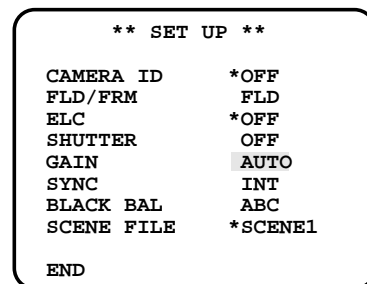 ** SET UP **
CAMERA ID *OFF
FLD/FRM FLD
ELC *OFF
SHUTTER OFF
GAIN AUTO
SYNC INT
BLACK BAL ABC
SCENE FILE *SCENE1
END